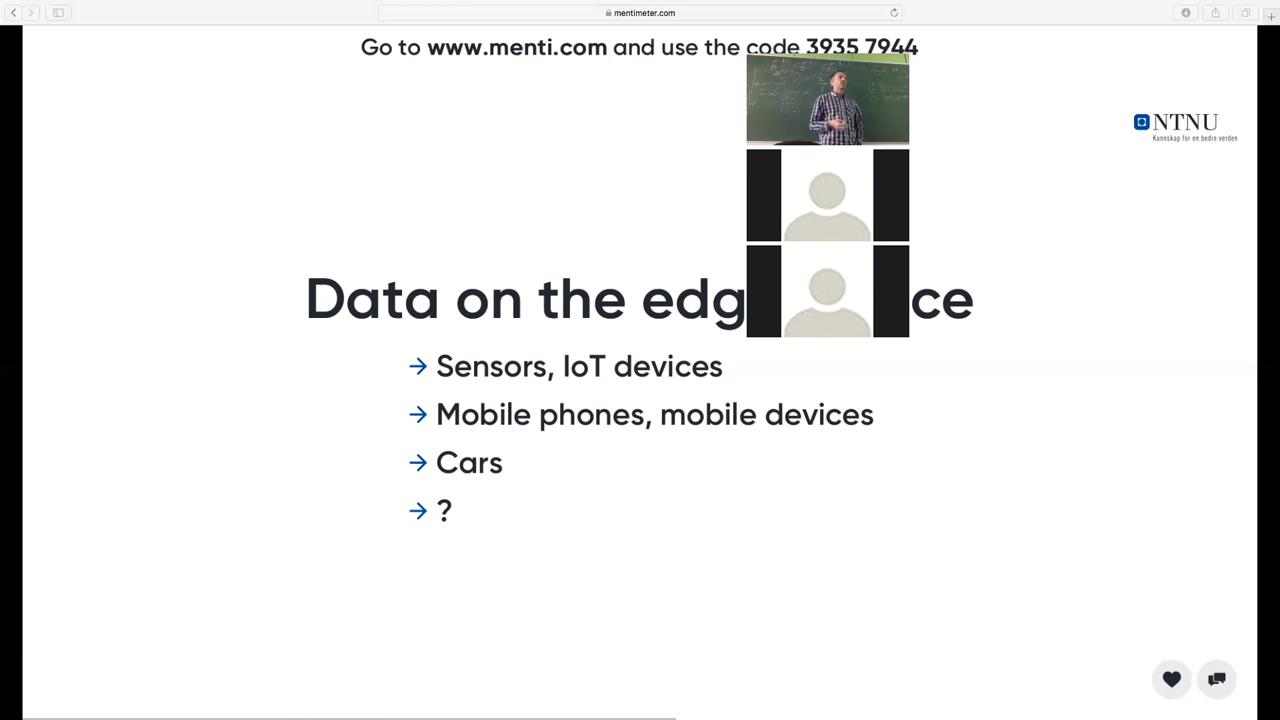 mentimeter.com
Go to www.menti.com and use the code 3935 7944
NTNU
Kunnskap for en bedre verden
Data on the edg ce
→ Sensors, IoT devices
→ Mobile phones, mobile devices
→ Cars
→ ?